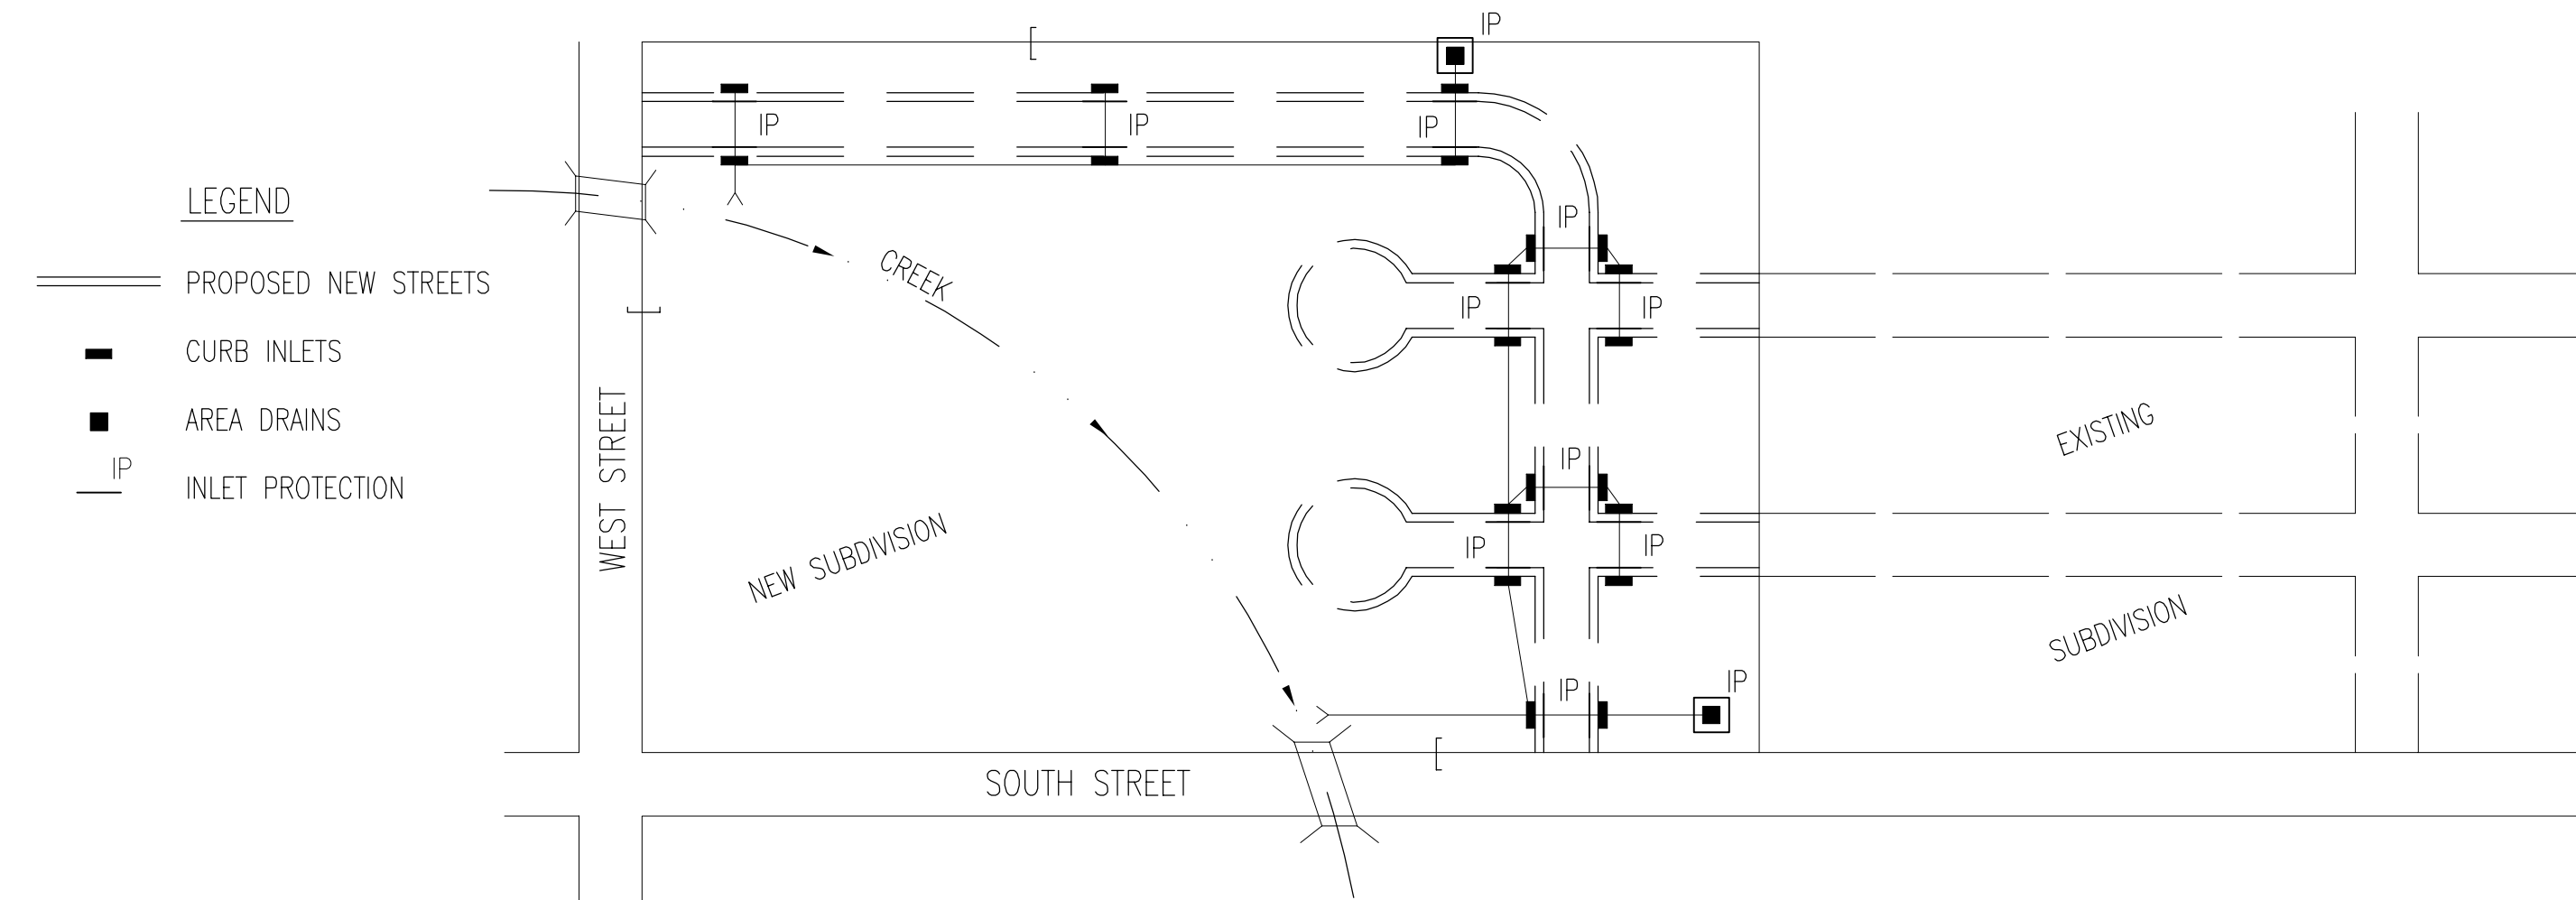 IP
IP
IP
IP
LEGEND
PROPOSED NEW STREETS
CURB INLETS
AREA DRAINS
IP
INLET PROTECTION
WEST STREET
CREEK
NEW SUBDIVISION
IP
IP
IP
IP
IP
IP
IP
IP
SOUTH STREET
EXISTING
SUBDIVISION